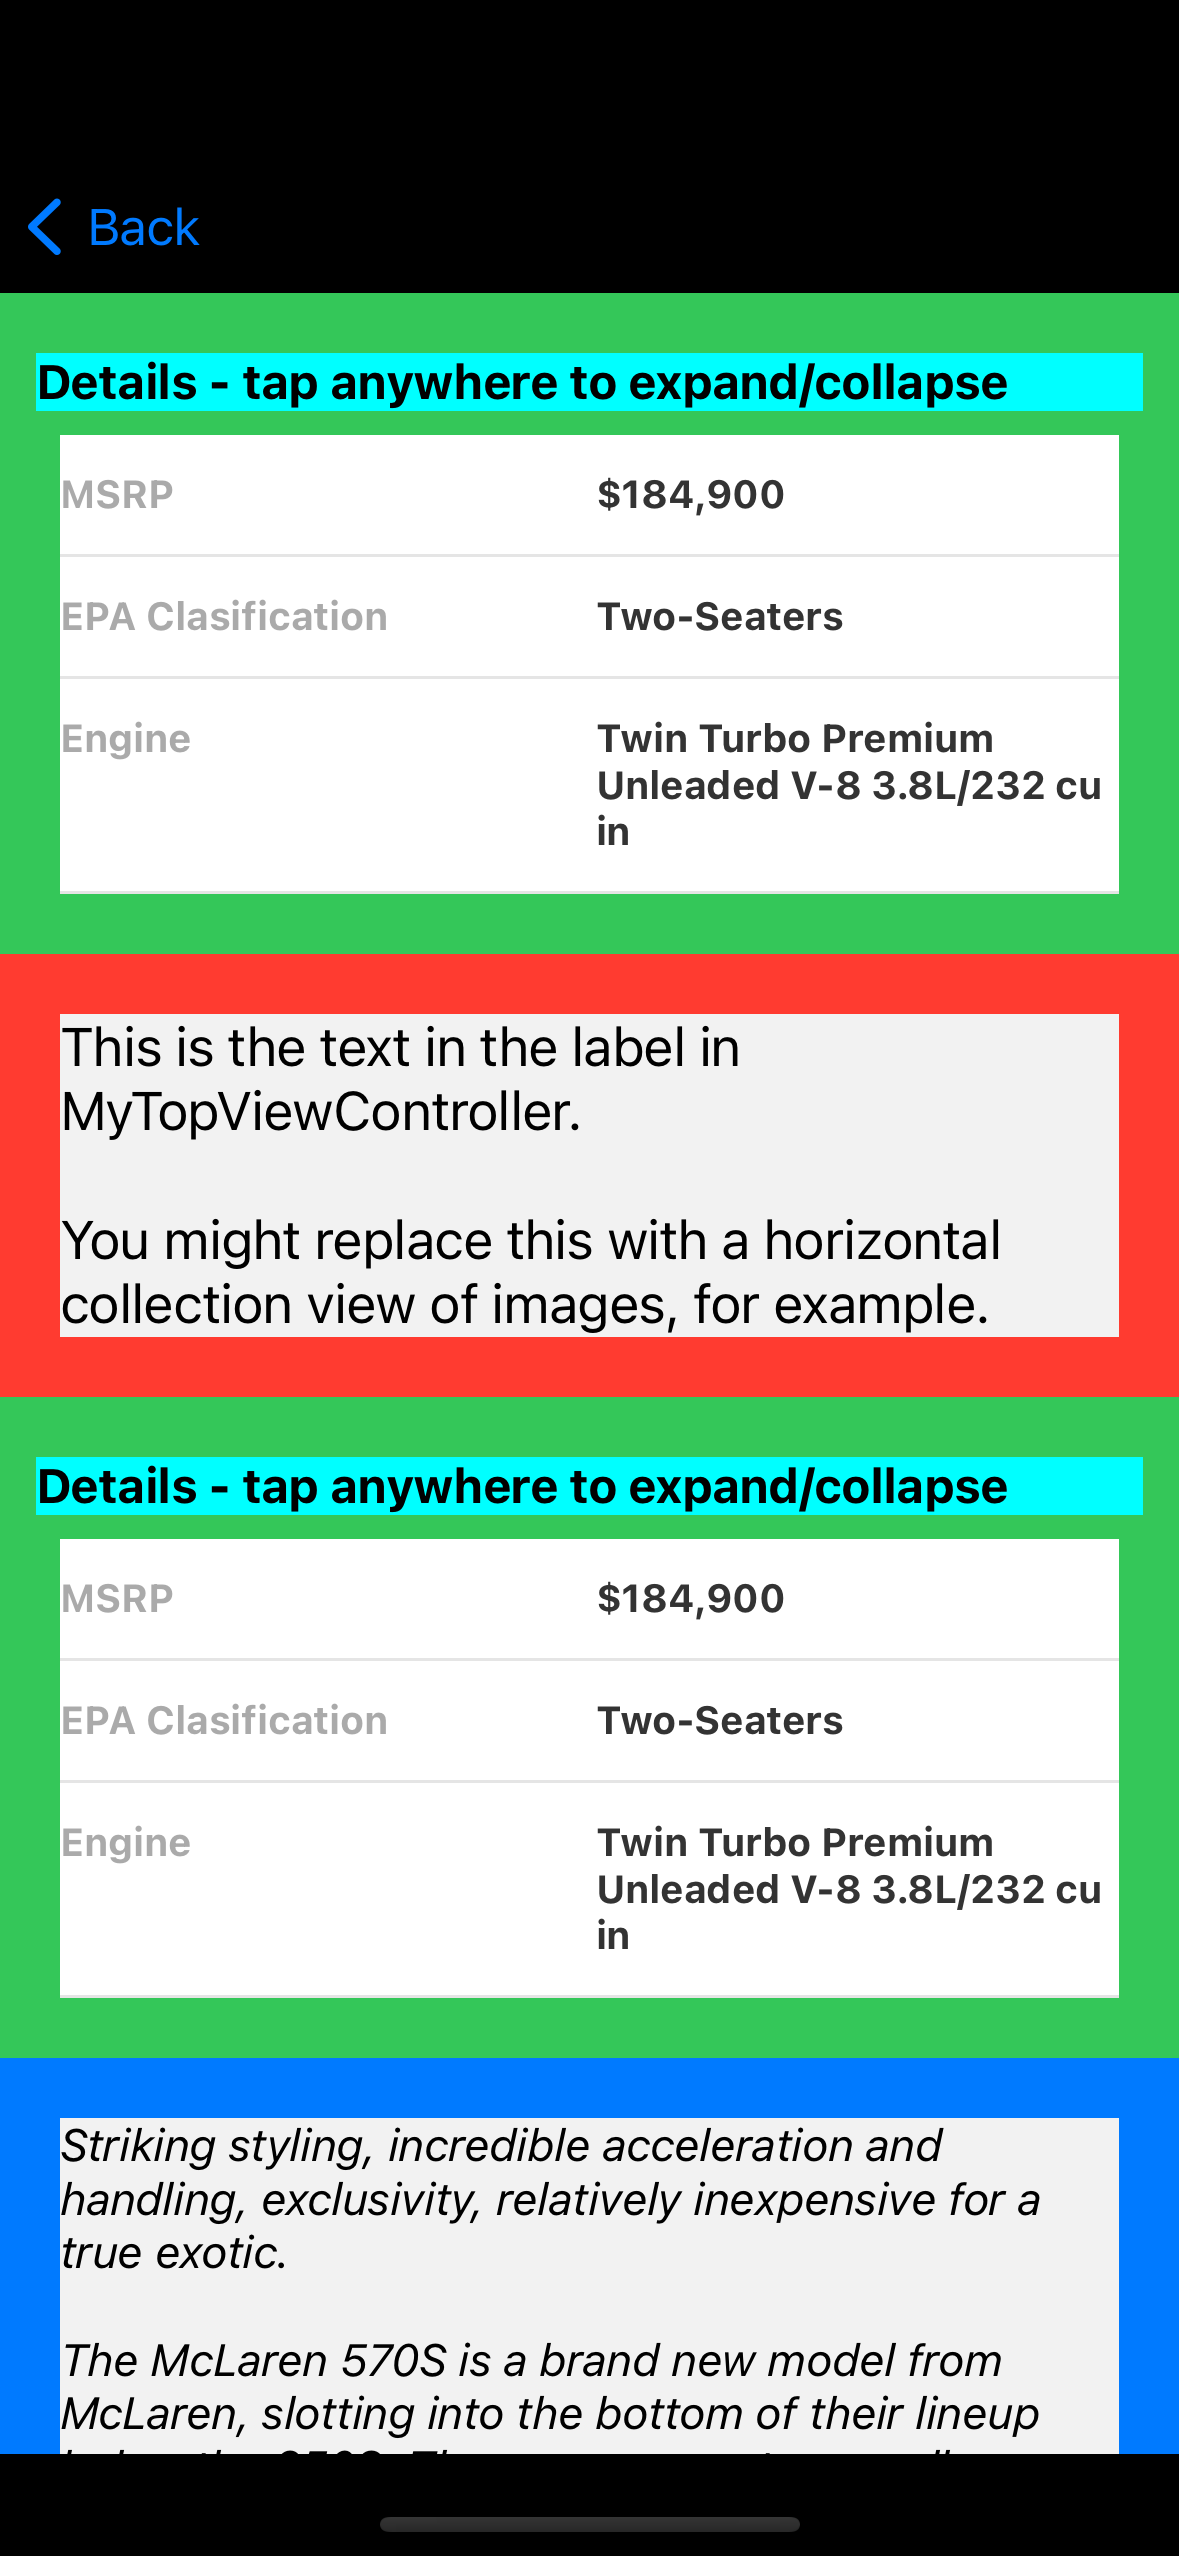 Back
Details - tap anywhere to expand/collapse
MSRP $184,900
EPA Clasification Two-Seaters
Engine Twin Turbo Premium
Unleaded V-8 3.8L/232 cu
in
This is the text in the label in
MyTopViewController.
You might replace this with a horizontal
collection view of images, for example.
Details - tap anywhere to expand/collapse
MSRP $184,900
EPA Clasification Two-Seaters
Engine Twin Turbo Premium
Unleaded V-8 3.8L/232 cu
in
Striking styling, incredible acceleration and
handling, exclusivity, relatively inexpensive for a
true exotic.
The McLaren 570S is a brand new model from
McLaren, slotting into the bottom of their lineup